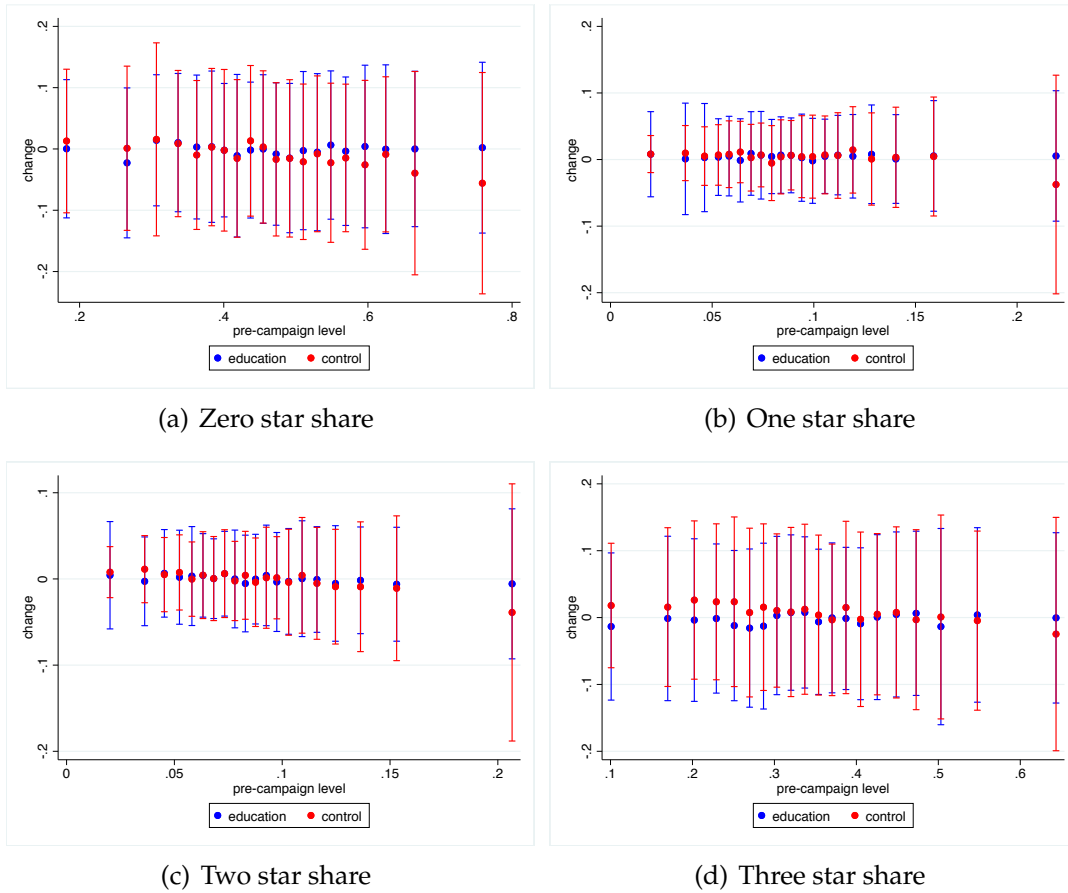 .2
.1
0
-.1
-.2
change
.2 .4 .6 .8
pre-campaign level
education control
(a) Zero star share
.2
.1
0
-.1
-.2
change
0 .05 .1 .15 .2
pre-campaign level
education control
(b) One star share
.1
0
-.1
-.2
change
0 .05 .1 .15 .2
pre-campaign level
education control
(c) Two star share
.2
.1
0
-.1
-.2
change
.1 .2 .3 .4 .5 .6
pre-campaign level
education control
(d) Three star share